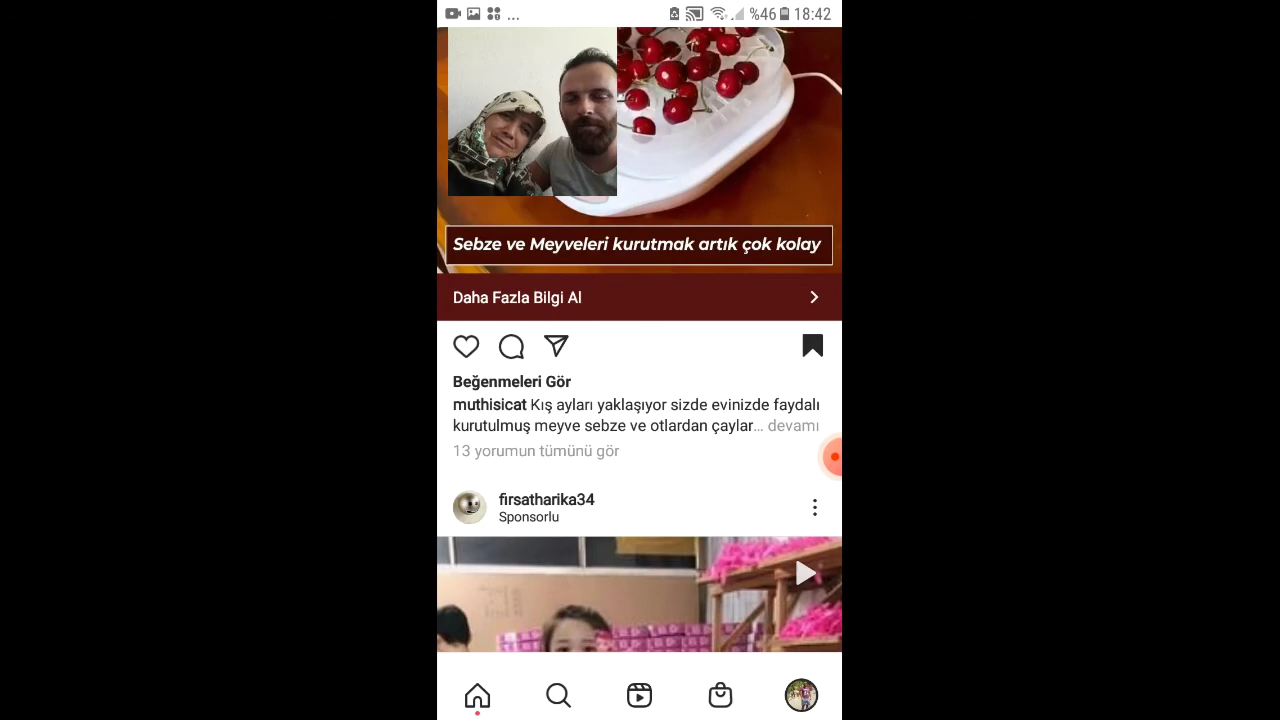 ... %46 18:42
Sebze ve Meyveleri kurutmak artık çok kolay
Daha Fazla Bilgi Al
Beğenmeleri Gör
muthisicat Kış ayları yaklaşıyor sizde evinizde faydalı
kurutulmuş meyve sebze ve otlardan çaylar... devamı
13 yorumun tümünü gör
firsatharika34
Sponsorlu